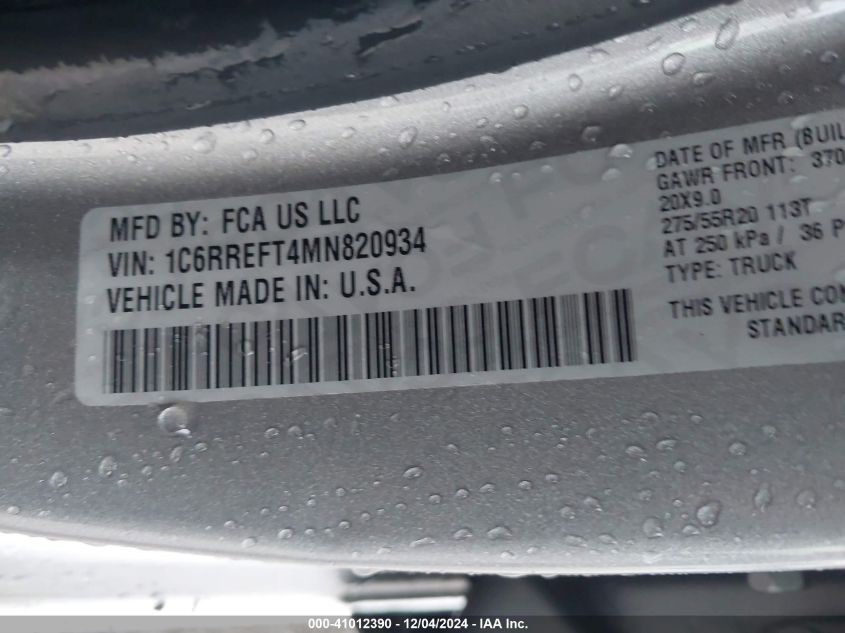 MFD BY: FCA US LLC
VIN: 1C6RREFT4MN820934
VEHICLE MADE IN: U.S.A.
DATE OF MFR (BUIL
GAWR FRONT: 370
20X9.0
275/55R20 113T
AT 250 kPa / 36 P
TYPE: TRUCK
THIS VEHICLE CON
STANDAR
000-41012390 - 12/04/2024 - IAA Inc.